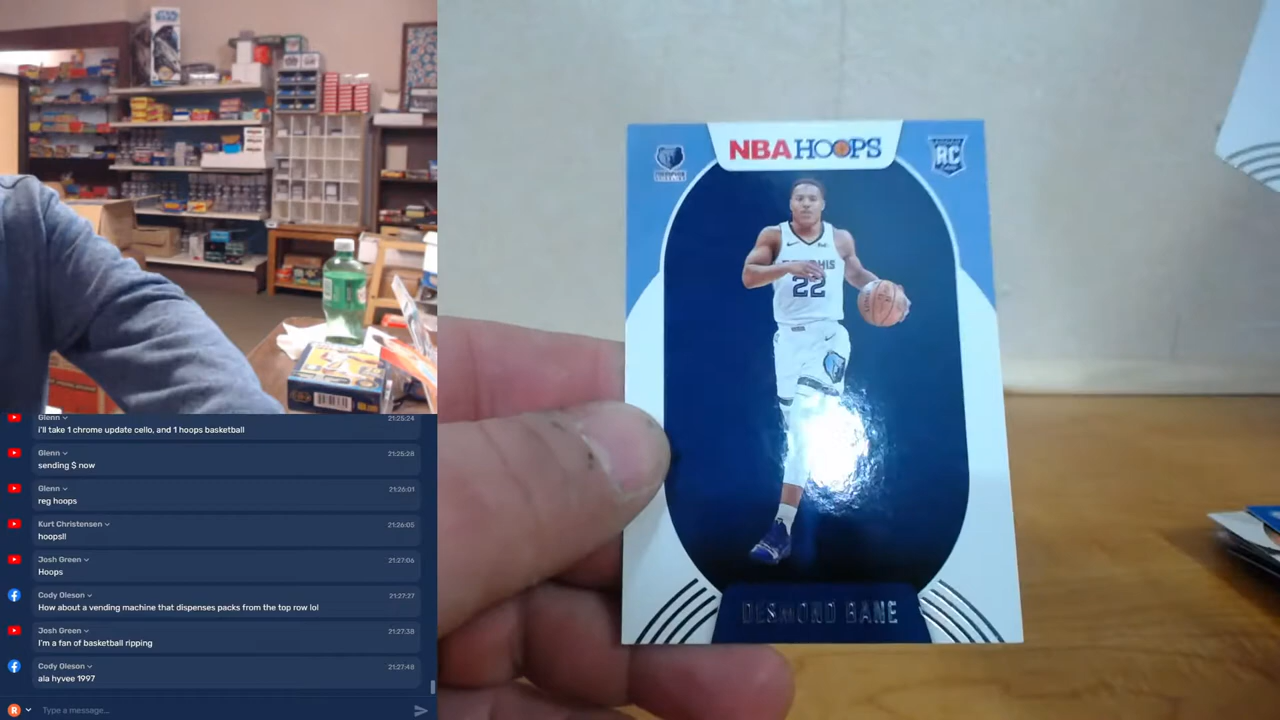 Glenn
21:25:24
i'll take 1 chrome update cello, and 1 hoops basketball
Glenn
21:25:28
sending $ now
Glenn
21:26:01
reg hoops
Kurt Christensen
21:26:05
hoops!!
Josh Green
21:27:06
Hoops
Cody Oleson
21:27:27
How about a vending machine that dispenses packs from the top row lol
Josh Green
21:27:38
I'm a fan of basketball ripping
Cody Oleson
21:27:48
ala hyvee 1997
R
Type a message...
NBA HOOPS
RC
MEMPHIS
22
DESMOND BANE